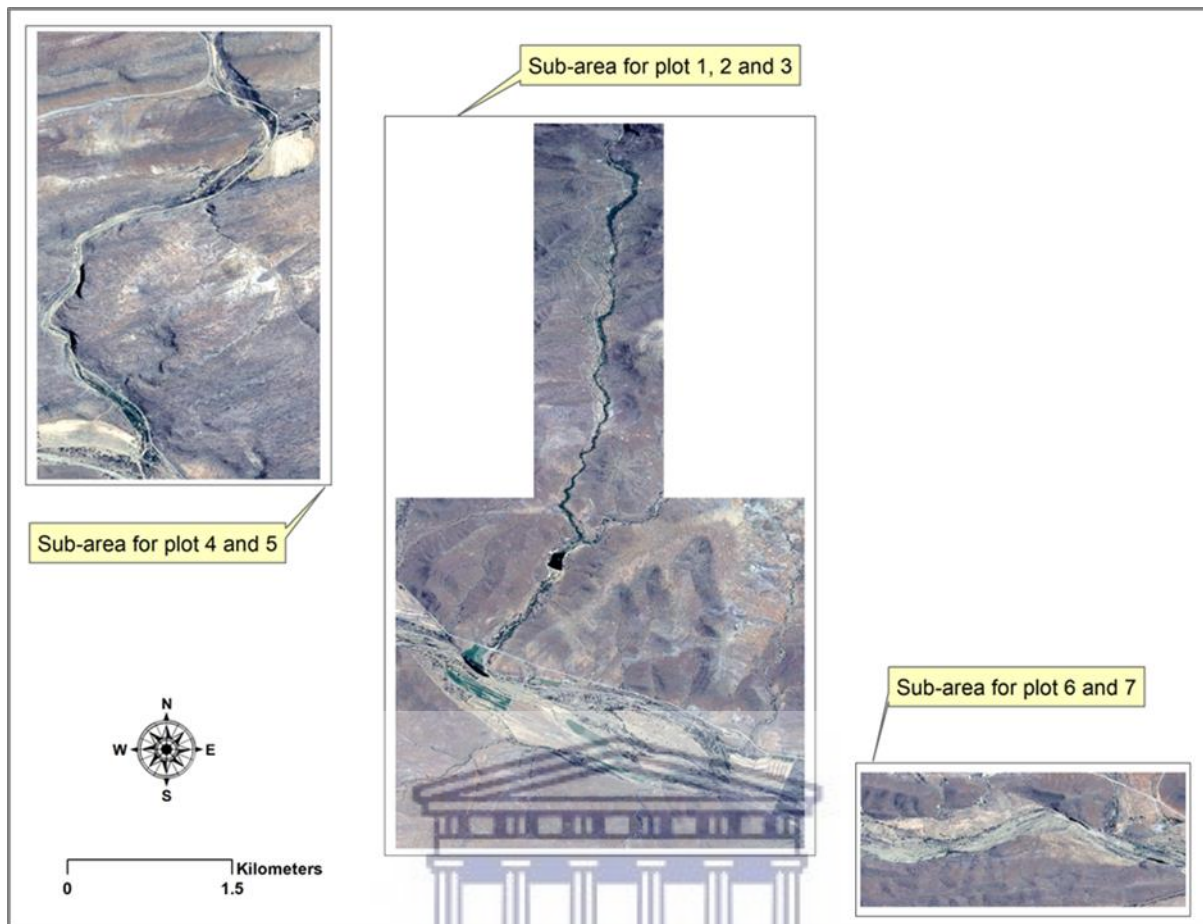 Sub-area for plot 1, 2 and 3
Sub-area for plot 4 and 5
Sub-area for plot 6 and 7
N
W E
S
Kilometers
0 1.5